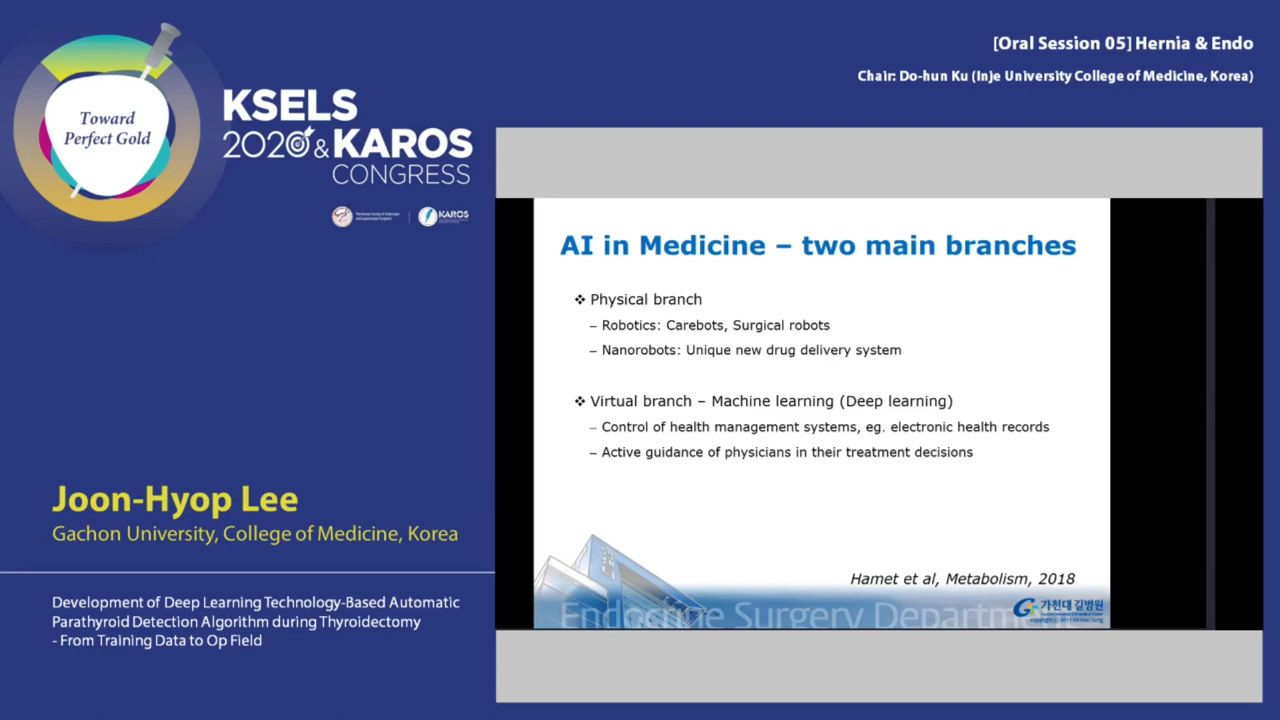 [Oral Session 05] Hernia & Endo
Chair: Do-hun Ku (Inje University College of Medicine, Korea)
Toward
Perfect Gold
KSELS
2020 & KAROS
CONGRESS
KAROS
AI in Medicine – two main branches
❖ Physical branch
– Robotics: Carebots, Surgical robots
– Nanorobots: Unique new drug delivery system
❖ Virtual branch – Machine learning (Deep learning)
– Control of health management systems, eg. electronic health records
– Active guidance of physicians in their treatment decisions
Hamet et al, Metabolism, 2018
Endocrine Surgery Department
가천대 길병원
Joon-Hyop Lee
Gachon University, College of Medicine, Korea
Development of Deep Learning Technology-Based Automatic
Parathyroid Detection Algorithm during Thyroidectomy
- From Training Data to Op Field